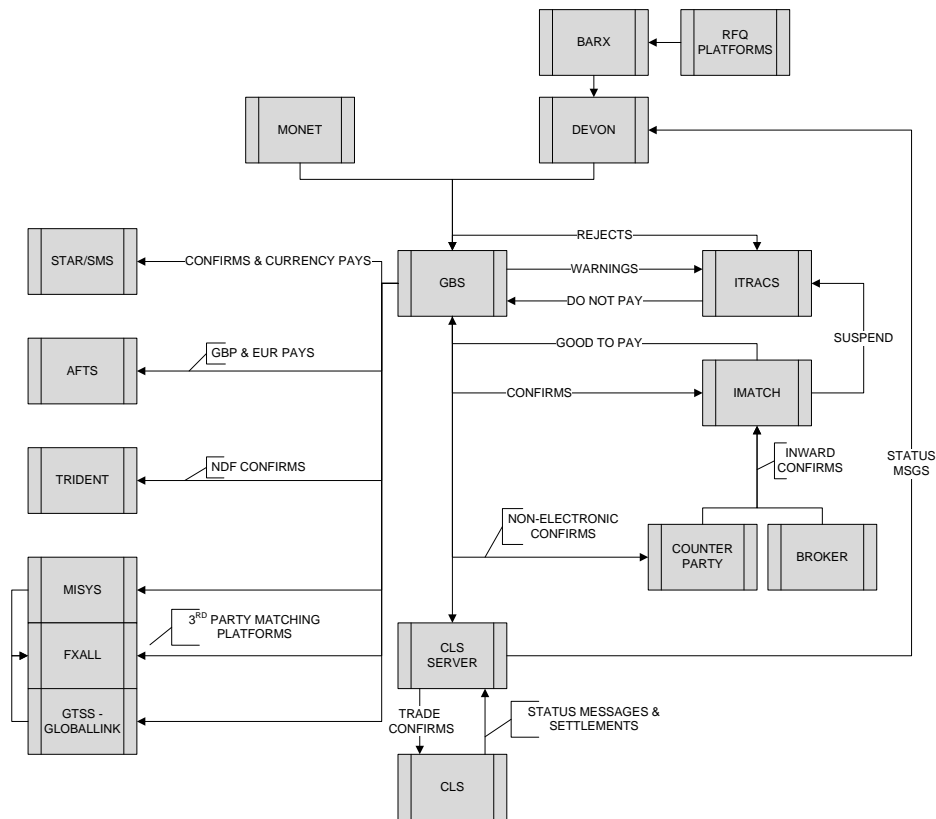 BARX
RFQ
PLATFORMS
MONET
DEVON
REJECTS
STAR/SMS
CONFIRMS & CURRENCY PAYS
GBS
WARNINGS
ITRACS
DO NOT PAY
GOOD TO PAY
SUSPEND
AFTS
GBP & EUR PAYS
CONFIRMS
IMATCH
TRIDENT
NDF CONFIRMS
INWARD
CONFIRMS
STATUS
MSGS
NON-ELECTRONIC
CONFIRMS
COUNTER
PARTY
BROKER
MISYS
3RD PARTY MATCHING
PLATFORMS
FXALL
CLS
SERVER
GTSS -
GLOBALLINK
TRADE
CONFIRMS
STATUS MESSAGES &
SETTLEMENTS
CLS